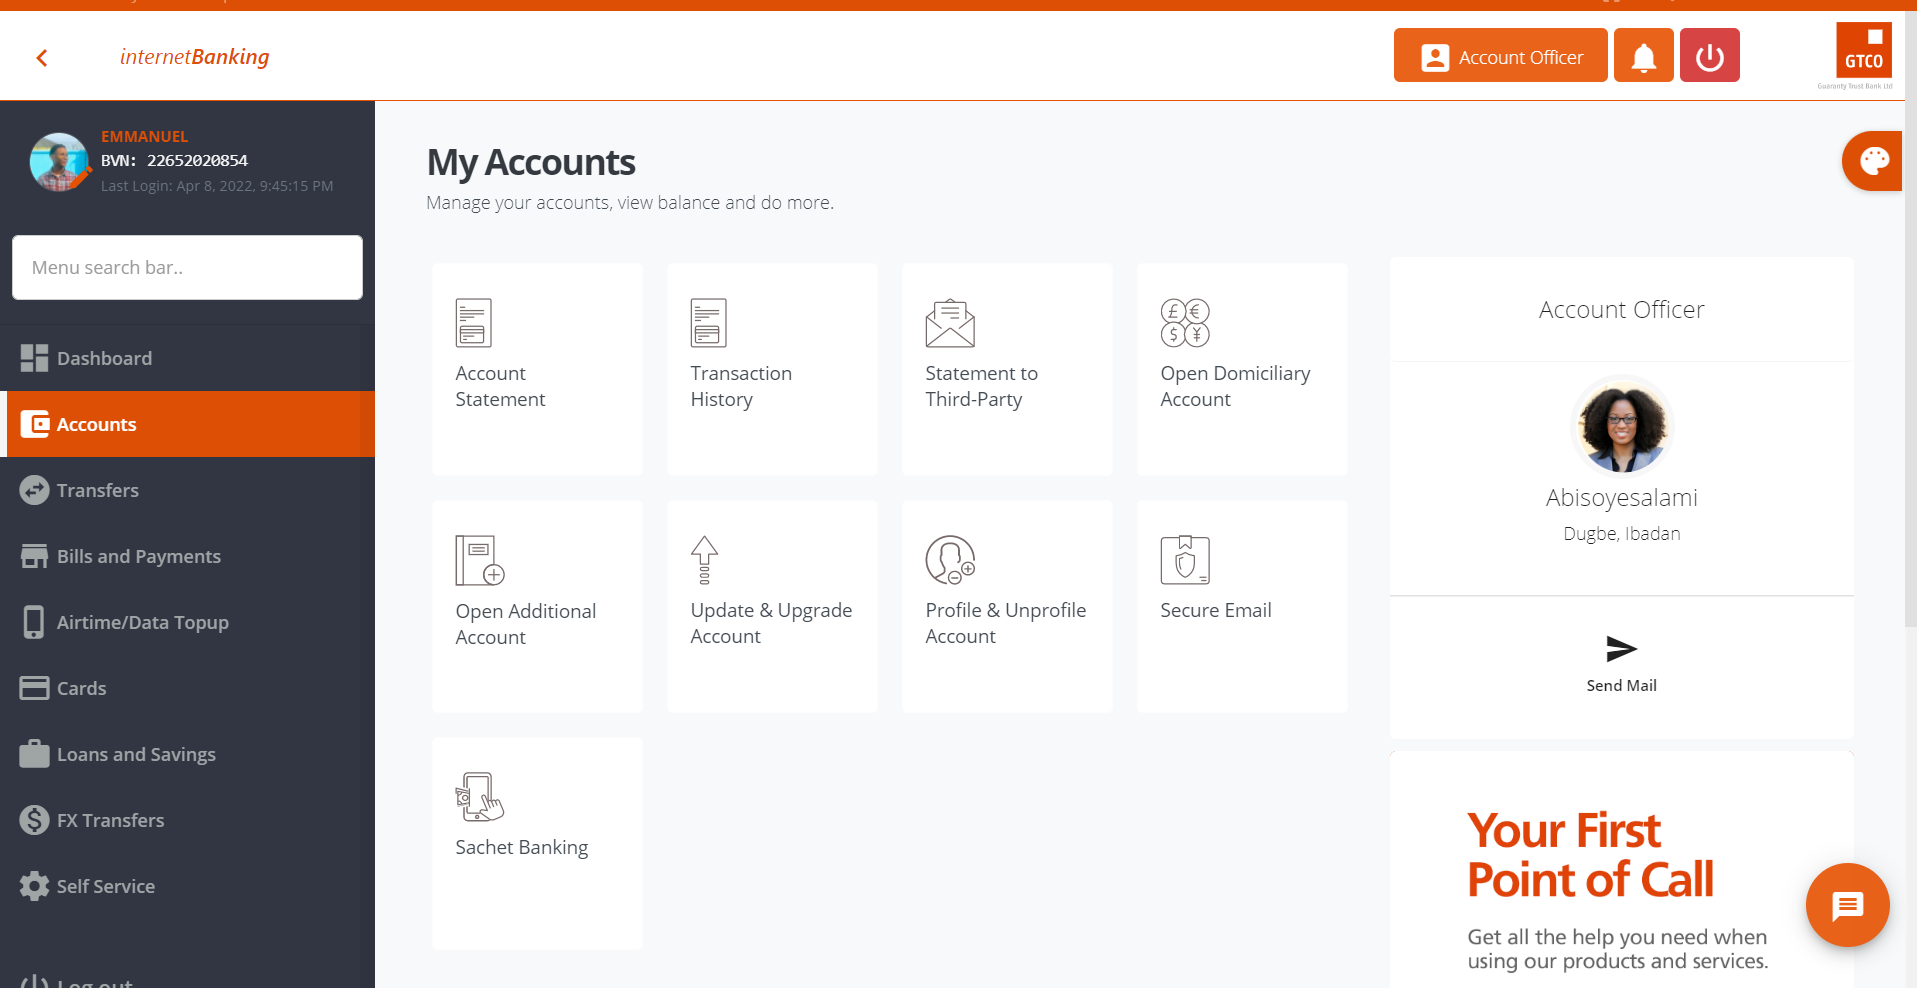 internetBanking
Account Officer
GTCO
Guaranty Trust Bank Ltd
EMMANUEL
BVN: 22652020854
Last Login: Apr 8, 2022, 9:45:15 PM
Menu search bar..
Dashboard
Accounts
Transfers
Bills and Payments
Airtime/Data Topup
Cards
Loans and Savings
FX Transfers
Self Service
Log out
My Accounts
Manage your accounts, view balance and do more.
Account
Statement
Transaction
History
Statement to
Third-Party
Open Domiciliary
Account
Open Additional
Account
Update & Upgrade
Account
Profile & Unprofile
Account
Secure Email
Sachet Banking
Account Officer
Abisoyesalami
Dugbe, Ibadan
Send Mail
Your First
Point of Call
Get all the help you need when
using our products and services.